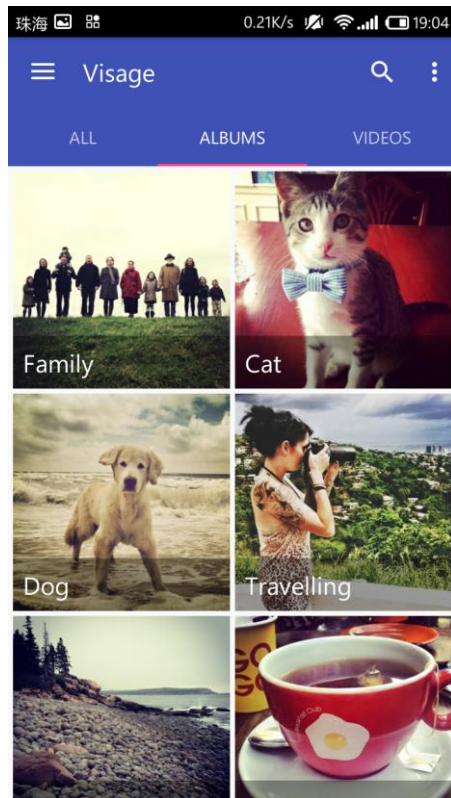 珠海 0.21K/s 19:04
Visage
ALL ALBUMS VIDEOS
Family
Cat
Dog
Travelling